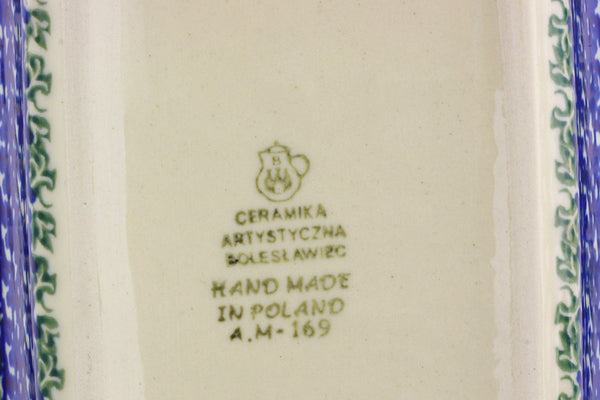 B
CERAMIKA
ARTYSTYCZNA
BOLESŁAWIEC
HAND MADE
IN POLAND
A.M-169